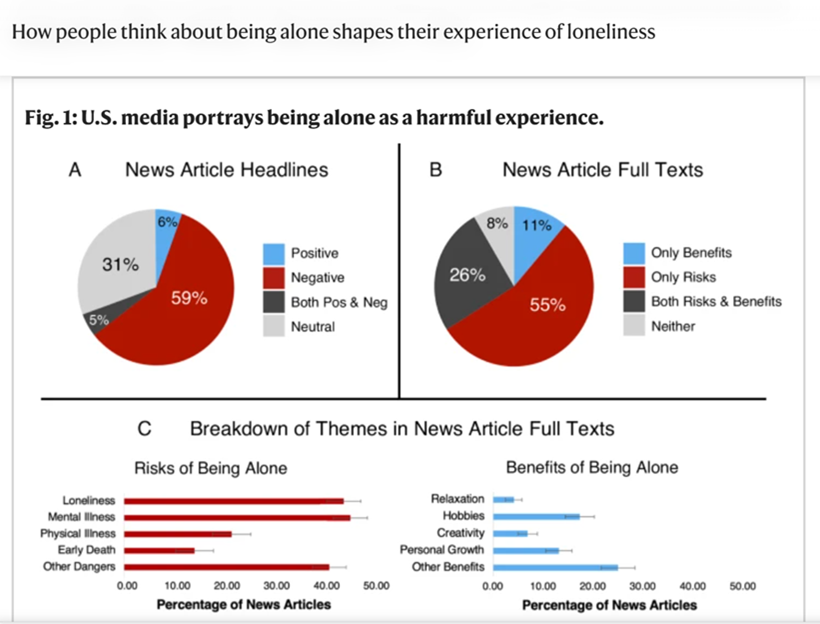 How people think about being alone shapes their experience of loneliness
Fig. 1: U.S. media portrays being alone as a harmful experience.
A News Article Headlines
6%
31%
59%
5%
Positive
Negative
Both Pos & Neg
Neutral
B News Article Full Texts
8%
11%
26%
55%
Only Benefits
Only Risks
Both Risks & Benefits
Neither
C Breakdown of Themes in News Article Full Texts
Risks of Being Alone
Loneliness
Mental Illness
Physical Illness
Early Death
Other Dangers
0.00 10.00 20.00 30.00 40.00 50.00
Percentage of News Articles
Benefits of Being Alone
Relaxation
Hobbies
Creativity
Personal Growth
Other Benefits
0.00 10.00 20.00 30.00 40.00 50.00
Percentage of News Articles